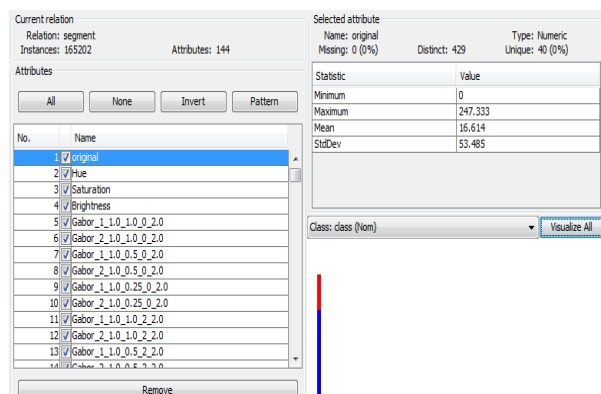 Current relation
Relation: segment
Instances: 165202 Attributes: 144
Attributes
All None Invert Pattern
No. Name
1 original
2 Hue
3 Saturation
4 Brightness
5 Gabor_1_1.0_1.0_0_2.0
6 Gabor_2_1.0_1.0_0_2.0
7 Gabor_1_1.0_0.5_0_2.0
8 Gabor_2_1.0_0.5_0_2.0
9 Gabor_1_1.0_0.25_0_2.0
10 Gabor_2_1.0_0.25_0_2.0
11 Gabor_1_1.0_1.0_2_2.0
12 Gabor_2_1.0_1.0_2_2.0
13 Gabor_1_1.0_0.5_2_2.0
14 Gabor_2_1.0_0.5_2_2.0
Remove
Selected attribute
Name: original Type: Numeric
Missing: 0 (0%) Distinct: 429 Unique: 40 (0%)
Statistic Value
Minimum 0
Maximum 247.333
Mean 16.614
StdDev 53.485
Class: class (Nom) Visualize All